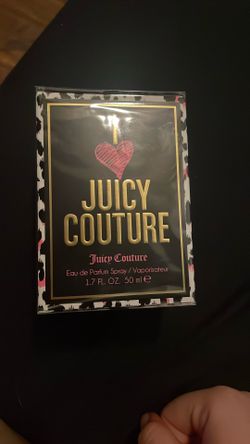 I
JUICY
COUTURE
Juicy Couture
Eau de Parfum Spray / Vaporisateur
1.7 FL. OZ. 50 ml ℮